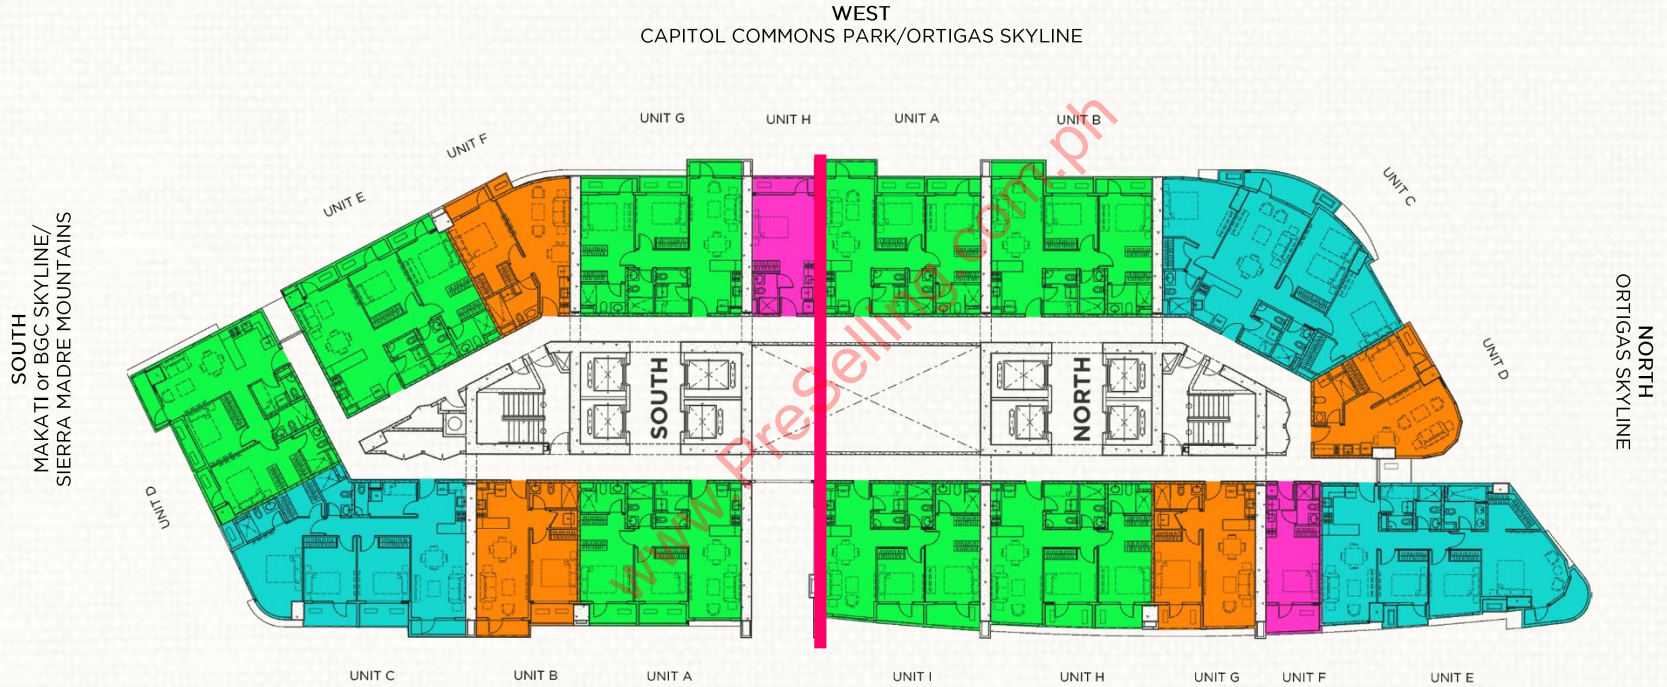 WEST
CAPITOL COMMONS PARK/ORTIGAS SKYLINE
UNIT G
UNIT H
UNIT A
UNIT B
UNIT F
UNIT E
UNIT C
SOUTH
MAKATI or BGC SKYLINE/
SIERRA MADRE MOUNTAINS
NORTH
ORTIGAS SKYLINE
UNIT D
SOUTH
NORTH
UNIT D
www.PreSelling.com.ph
UNIT C
UNIT B
UNIT A
UNIT I
UNIT H
UNIT G
UNIT F
UNIT E